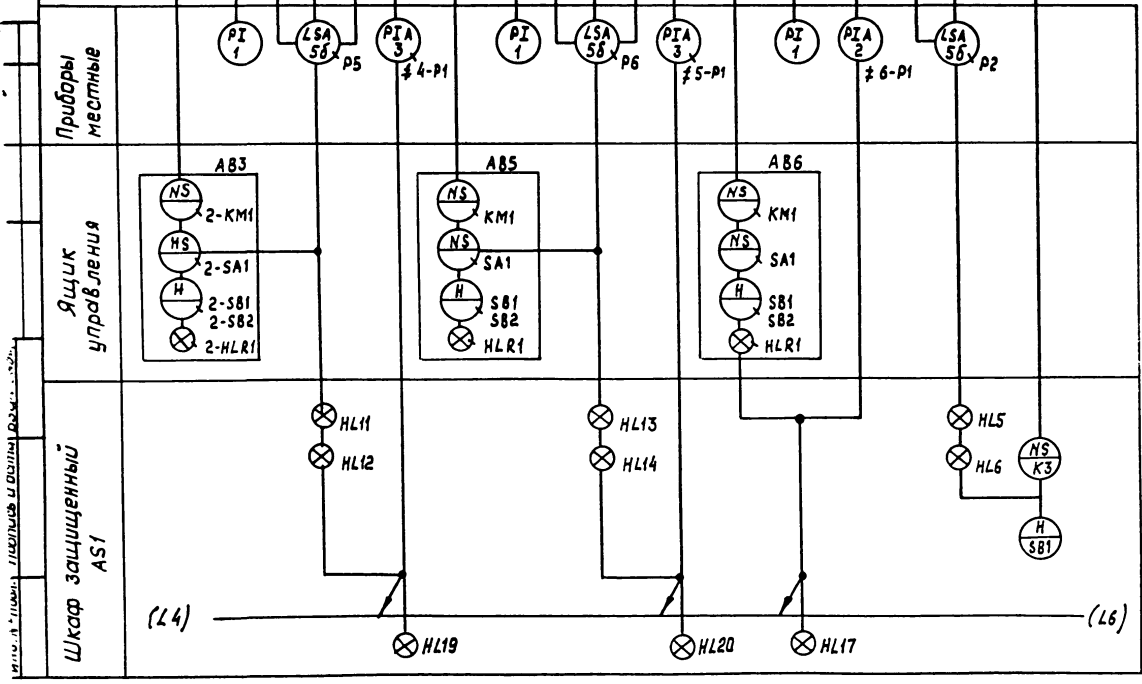 Приборы
местные
PI
1
LSA
5б
P5
PIA
3
4-P1
PI
1
LSA
5б
P6
PIA
3
5-P1
PI
1
PIA
2
6-P1
LSA
5б
P2
Ящик
управления
AB3
NS
2-KM1
HS
2-SA1
H
2-SB1
2-SB2
2-HLR1
AB5
NS
KM1
NS
SA1
H
SB1
SB2
HLR1
AB6
NS
KM1
NS
SA1
H
SB1
SB2
HLR1
Шкаф защищенный
AS1
HL11
HL12
HL13
HL14
HL5
HL6
NS
K3
H
SB1
(L4)
(L6)
HL19
HL20
HL17